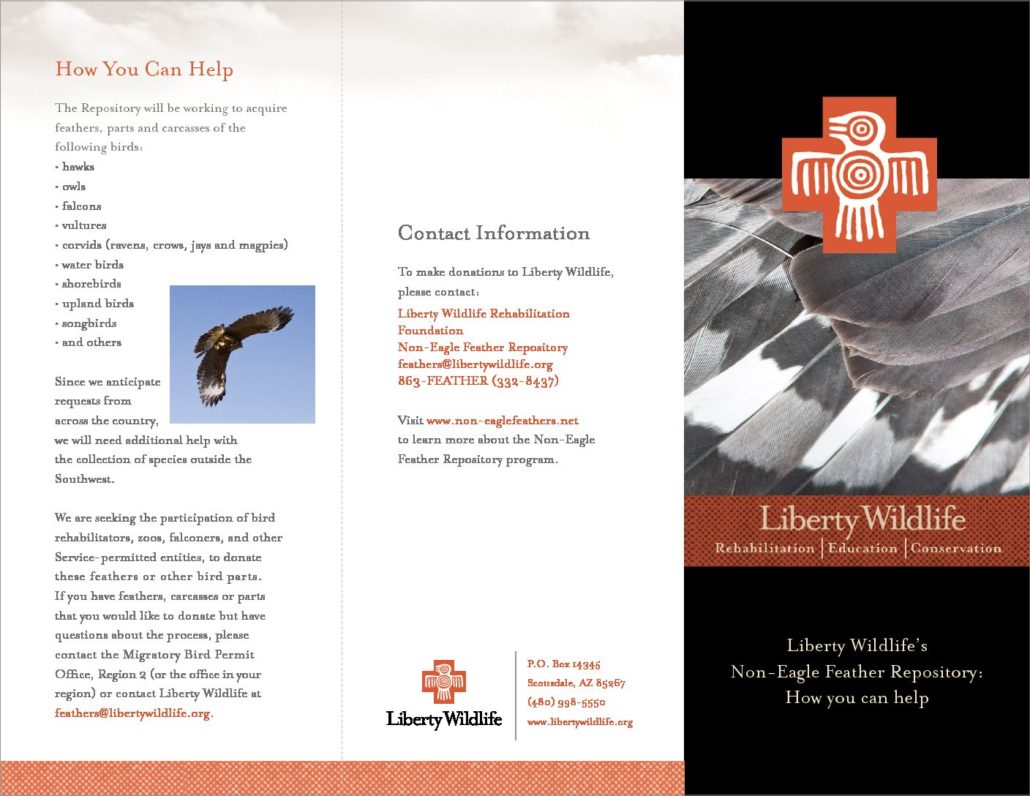 How You Can Help
The Repository will be working to acquire
feathers, parts and carcasses of the
following birds:
• hawks
• owls
• falcons
• vultures
• corvids (ravens, crows, jays and magpies)
• water birds
• shorebirds
• upland birds
• songbirds
• and others
Since we anticipate
requests from
across the country,
we will need additional help with
the collection of species outside the
Southwest.
We are seeking the participation of bird
rehabilitators, zoos, falconers, and other
Service-permitted entities, to donate
these feathers or other bird parts.
If you have feathers, carcasses or parts
that you would like to donate but have
questions about the process, please
contact the Migratory Bird Permit
Office, Region 2 (or the office in your
region) or contact Liberty Wildlife at
feathers@libertywildlife.org.
Contact Information
To make donations to Liberty Wildlife,
please contact:
Liberty Wildlife Rehabilitation
Foundation
Non-Eagle Feather Repository
feathers@libertywildlife.org
863-FEATHER (332-8437)
Visit www.non-eaglefeathers.net
to learn more about the Non-Eagle
Feather Repository program.
Liberty Wildlife
P.O. Box 14345
Scottsdale, AZ 85267
(480) 998-5550
www.libertywildlife.org
Liberty Wildlife
Rehabilitation | Education | Conservation
Liberty Wildlife's
Non-Eagle Feather Repository:
How you can help